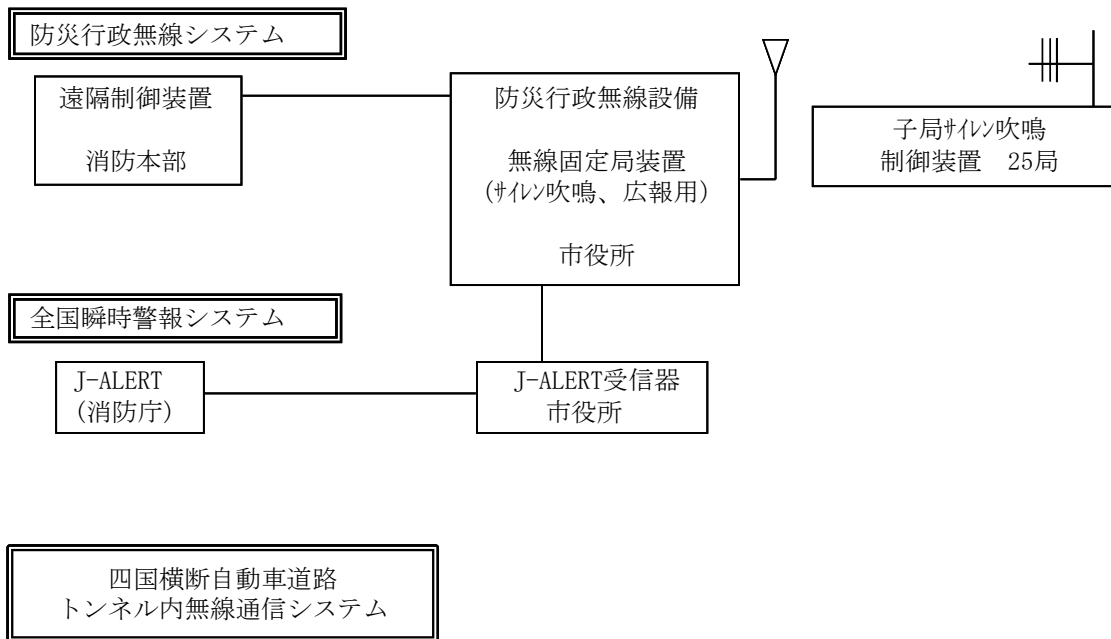 防災行政無線システム
遠隔制御装置
消防本部
防災行政無線設備
無線固定局装置
(ｻｲﾚﾝ吹鳴、広報用)
市役所
子局ｻｲﾚﾝ吹鳴
制御装置　25局
全国瞬時警報システム
J-ALERT
(消防庁)
J-ALERT受信器
市役所
四国横断自動車道路
トンネル内無線通信システム